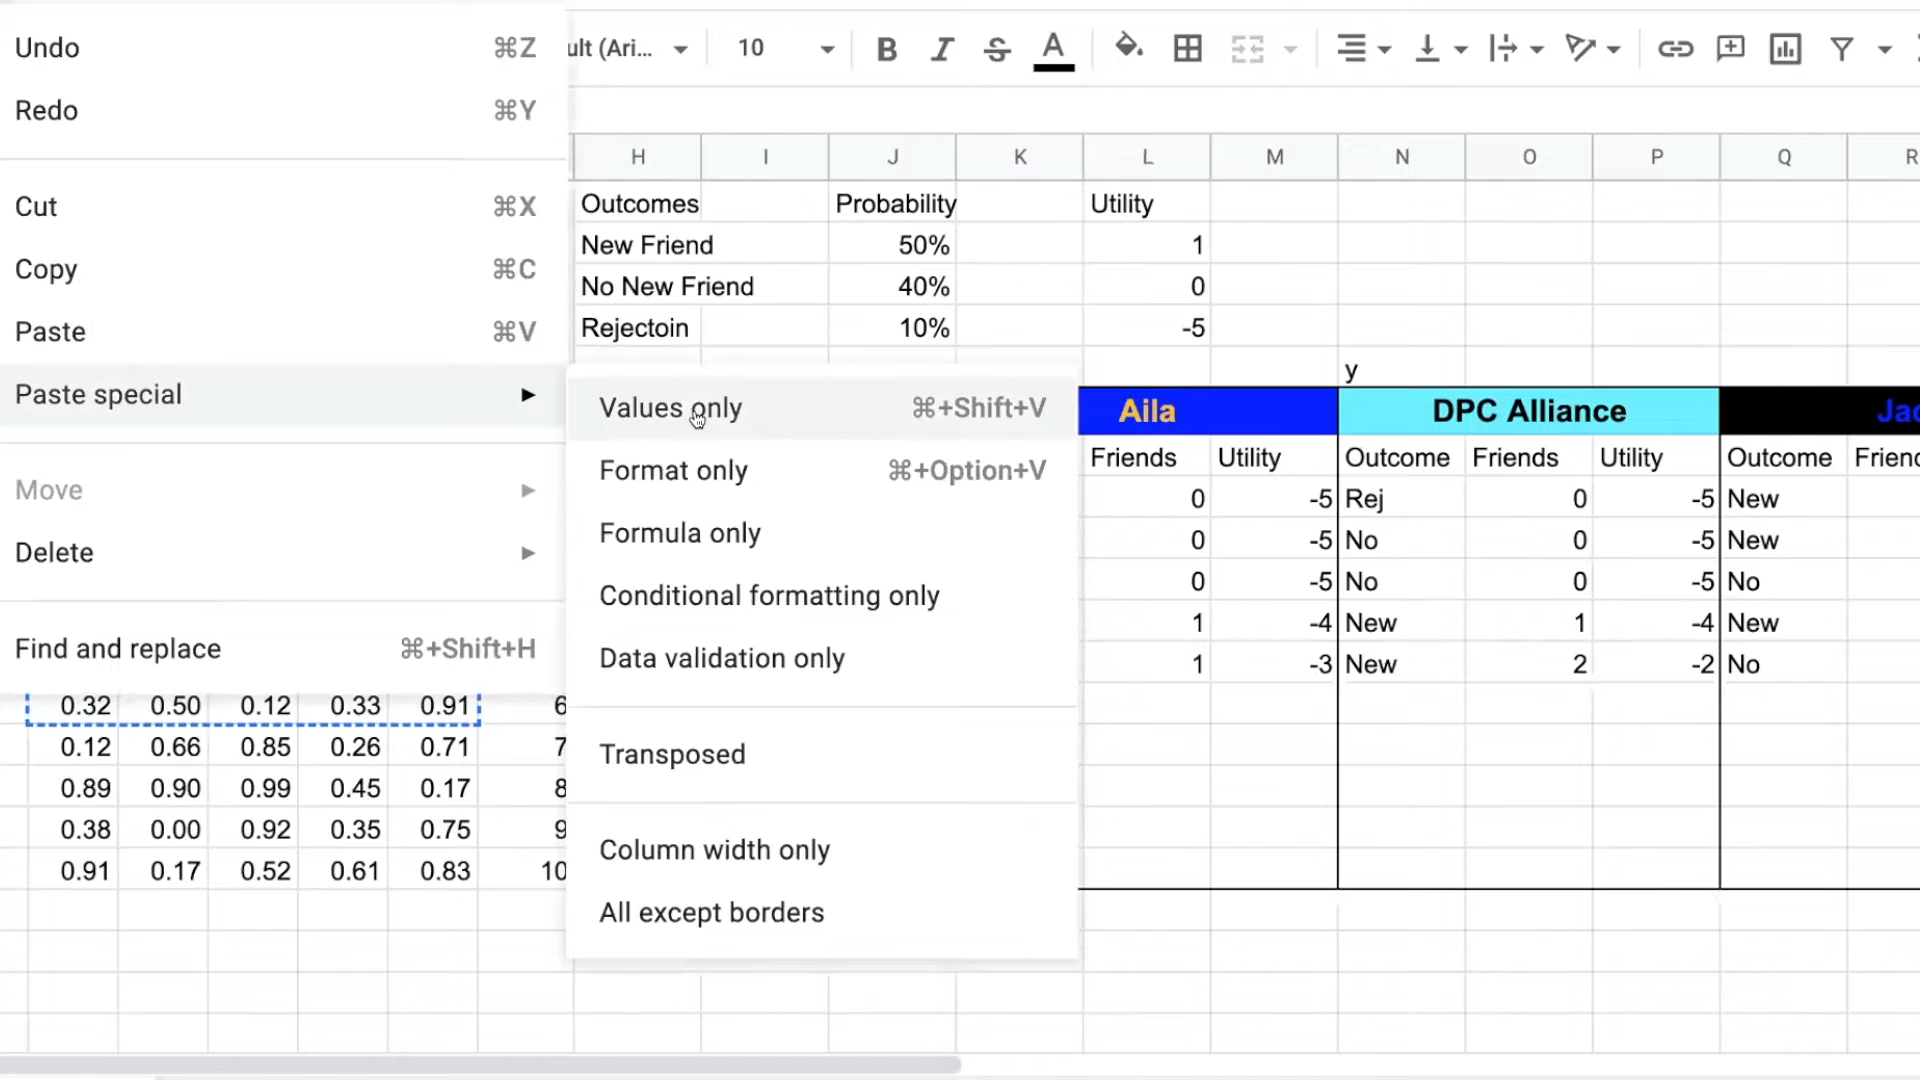 Undo ⌘Z ult (Ari... 10 B I S A
Redo ⌘Y
H I J K L M N O P Q R
Cut ⌘X Outcomes Probability Utility
New Friend 50% 1
Copy ⌘C No New Friend 40% 0
Paste ⌘V Rejectoin 10% -5
y
Paste special ► Values only ⌘+Shift+V Aila DPC Alliance Jac
Format only ⌘+Option+V Friends Utility Outcome Friends Utility Outcome Frienc
Move ► 0 -5 Rej 0 -5 New
Delete ► Formula only 0 -5 No 0 -5 New
Conditional formatting only 0 -5 No 0 -5 No
1 -4 New 1 -4 New
Find and replace ⌘+Shift+H Data validation only 1 -3 New 2 -2 No
0.32 0.50 0.12 0.33 0.91 6
0.12 0.66 0.85 0.26 0.71 7 Transposed
0.89 0.90 0.99 0.45 0.17 8
0.38 0.00 0.92 0.35 0.75 9 Column width only
0.91 0.17 0.52 0.61 0.83 10
All except borders